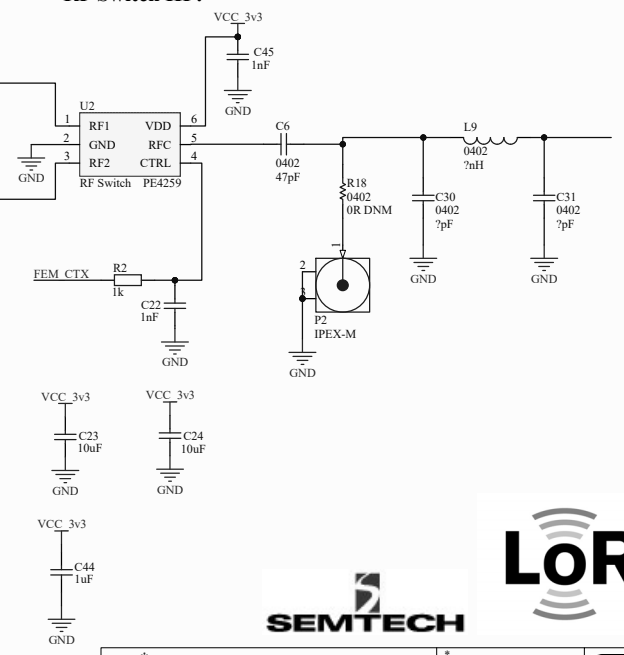 VCC_3v3
C45
1nF
GND
U2
1 RF1 VDD 6
2 GND RFC 5
3 RF2 CTRL 4
RF Switch PE4259
GND
C6
0402
47pF
L9
0402
?nH
R18
0402
0R DNM
C30
0402
?pF
GND
C31
0402
?pF
GND
FEM_CTX
R2
1k
C22
1nF
GND
1
2
3
P2
IPEX-M
GND
VCC_3v3
C23
10uF
GND
VCC_3v3
C24
10uF
GND
VCC_3v3
C44
1uF
GND
SEMTECH
LoR
*
*